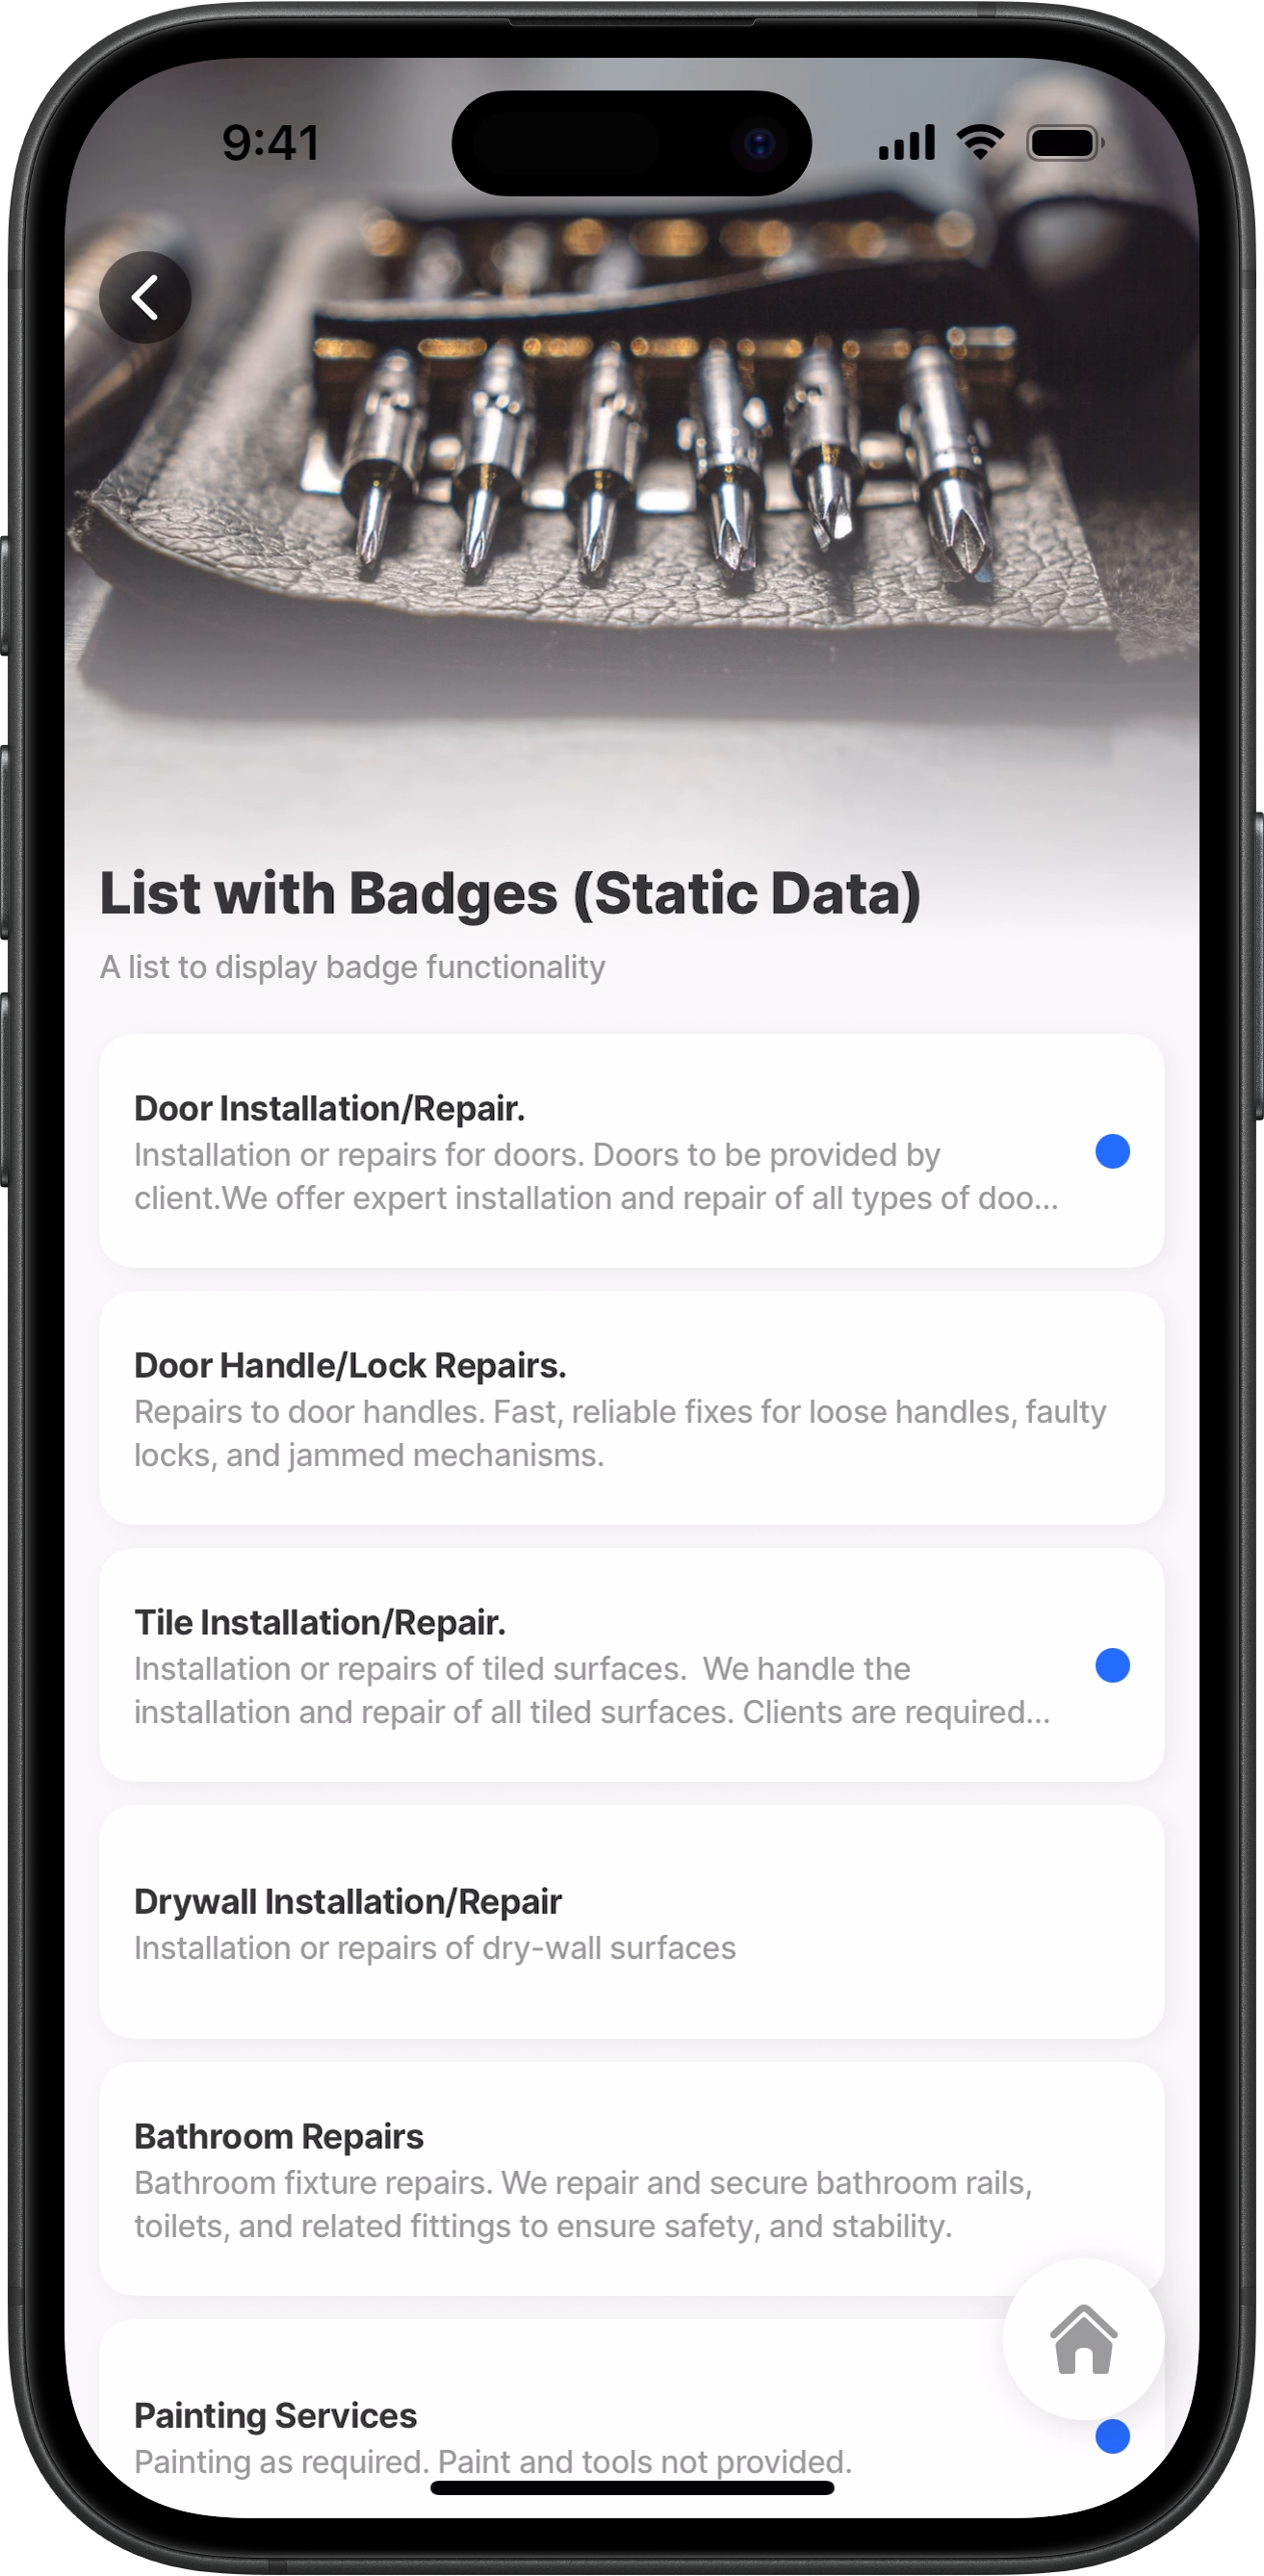 9:41
List with Badges (Static Data)
A list to display badge functionality
Door Installation/Repair.
Installation or repairs for doors. Doors to be provided by
client.We offer expert installation and repair of all types of doo...
Door Handle/Lock Repairs.
Repairs to door handles. Fast, reliable fixes for loose handles, faulty
locks, and jammed mechanisms.
Tile Installation/Repair.
Installation or repairs of tiled surfaces.  We handle the
installation and repair of all tiled surfaces. Clients are required...
Drywall Installation/Repair
Installation or repairs of dry-wall surfaces
Bathroom Repairs
Bathroom fixture repairs. We repair and secure bathroom rails,
toilets, and related fittings to ensure safety, and stability.
Painting Services
Painting as required. Paint and tools not provided.